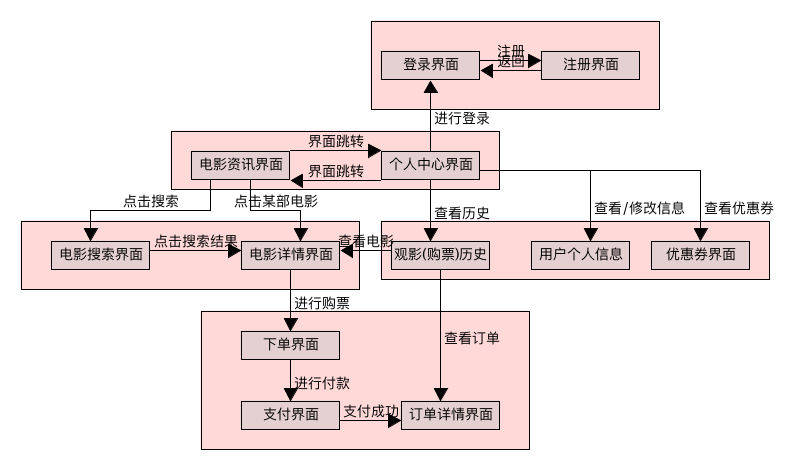 注册
登录界面
返回
注册界面
进行登录
界面跳转
电影资讯界面
个人中心界面
界面跳转
点击搜索
点击某部电影
查看历史
查看/修改信息
查看优惠券
点击搜索结果
查看电影
电影搜索界面
电影详情界面
观影(购票)历史
用户个人信息
优惠券界面
进行购票
下单界面
查看订单
进行付款
支付界面
支付成功
订单详情界面